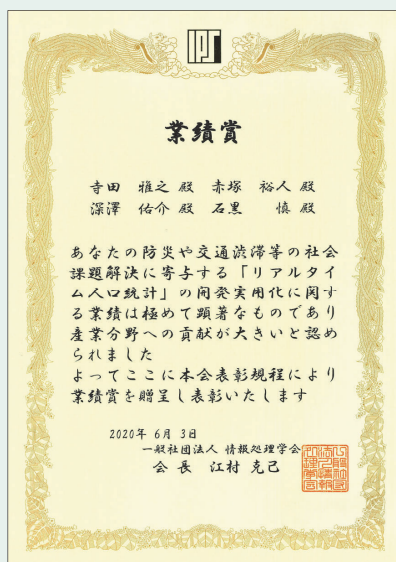 業績賞
寺田 雅之 殿 赤塚 裕人 殿
深澤 佑介 殿 石黒 慎 殿
あなたの防災や交通渋滞等の社会
課題解決に寄与する「リアルタイ
ム人口統計」の開発実用化に関す
る業績は極めて顕著なものであり
産業分野への貢献が大きいと認め
られました
よってここに本会表彰規程により
業績賞を贈呈し表彰いたします
2020年 6月 3日
一般社団法人 情報処理学会
会 長 江村 克己